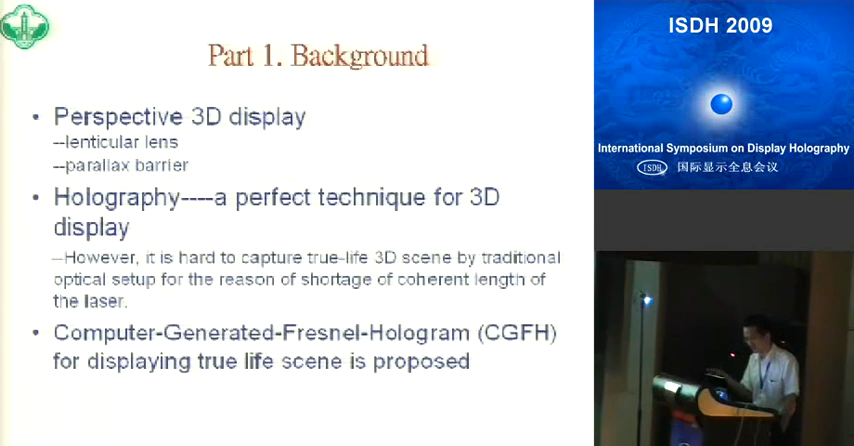 Part 1. Background
• Perspective 3D display
--lenticular lens
--parallax barrier
• Holography----a perfect technique for 3D
display
--However, it is hard to capture true-life 3D scene by traditional
optical setup for the reason of shortage of coherent length of
the laser.
• Computer-Generated-Fresnel-Hologram (CGFH)
for displaying true life scene is proposed
ISDH 2009
International Symposium on Display Holography
ISDH 国际显示全息会议